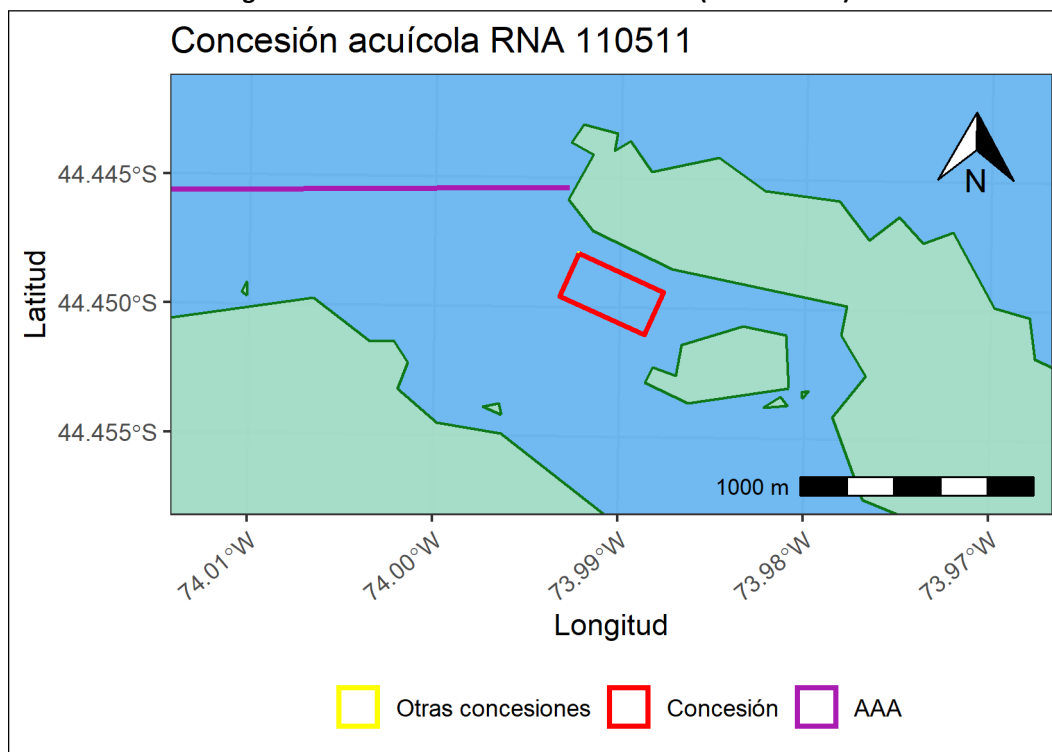 Concesión acuícola RNA 110511
44.445°S
44.450°S
44.455°S
Latitud
N
1000 m
74.01°W
74.00°W
73.99°W
73.98°W
73.97°W
Longitud
Otras concesiones
Concesión
AAA